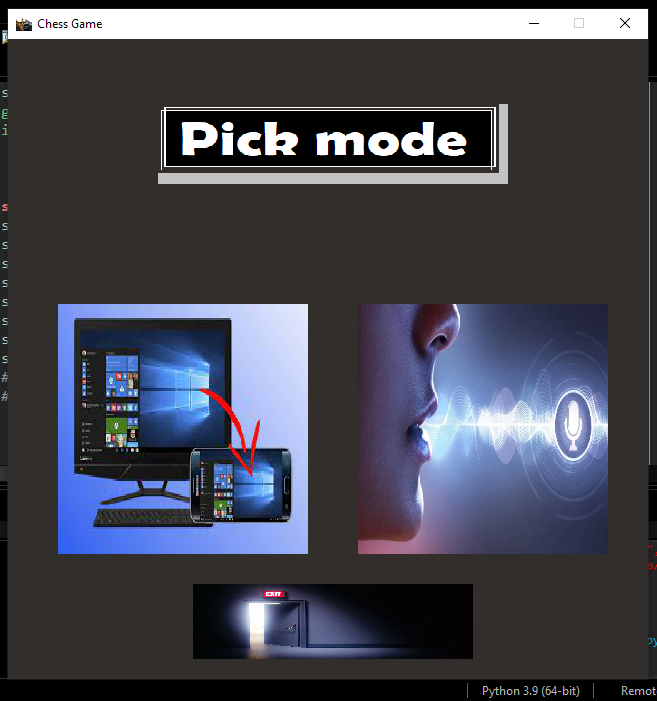 Chess Game
Pick mode
EXIT
Python 3.9 (64-bit)
Remot